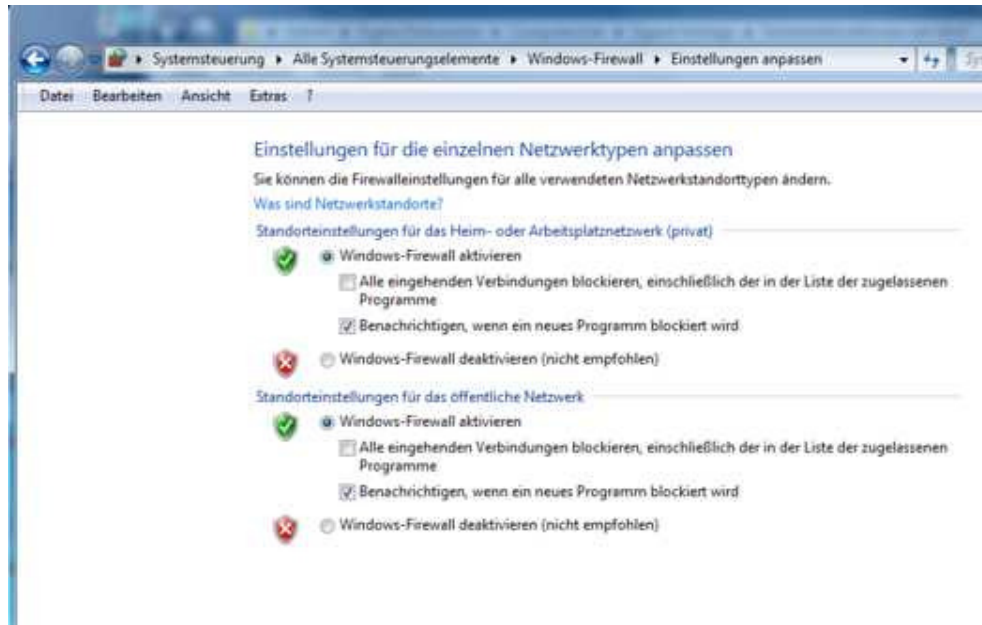 Systemsteuerung ▸ Alle Systemsteuerungselemente ▸ Windows-Firewall ▸ Einstellungen anpassen
Datei Bearbeiten Ansicht Extras ?
Einstellungen für die einzelnen Netzwerktypen anpassen
Sie können die Firewalleinstellungen für alle verwendeten Netzwerkstandorttypen ändern.
Was sind Netzwerkstandorte?
Standorteinstellungen für das Heim- oder Arbeitsplatznetzwerk (privat)
Windows-Firewall aktivieren
Alle eingehenden Verbindungen blockieren, einschließlich der in der Liste der zugelassenen
Programme
Benachrichtigen, wenn ein neues Programm blockiert wird
Windows-Firewall deaktivieren (nicht empfohlen)
Standorteinstellungen für das öffentliche Netzwerk
Windows-Firewall aktivieren
Alle eingehenden Verbindungen blockieren, einschließlich der in der Liste der zugelassenen
Programme
Benachrichtigen, wenn ein neues Programm blockiert wird
Windows-Firewall deaktivieren (nicht empfohlen)